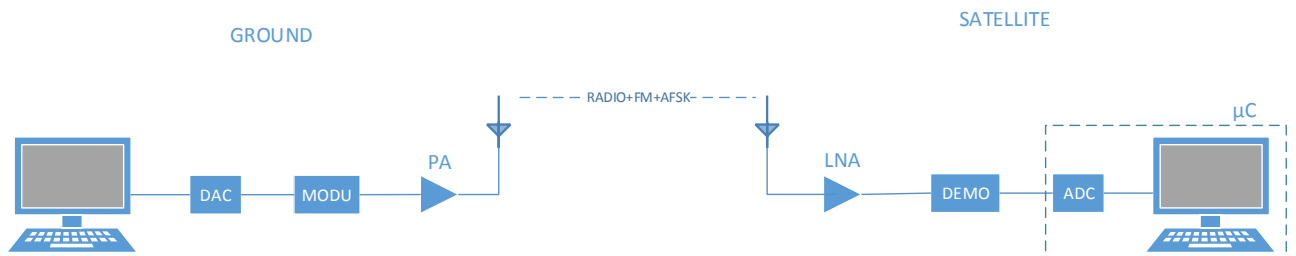 GROUND
SATELLITE
RADIO+FM+AFSK
µC
PA
LNA
DAC
MODU
DEMO
ADC